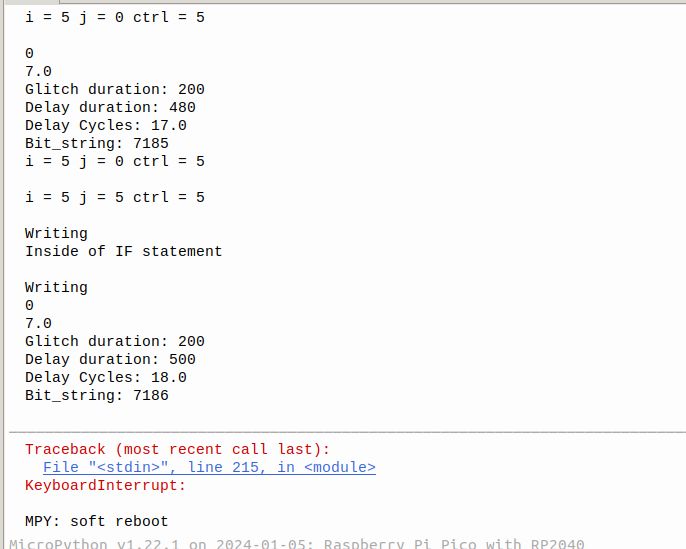 i = 5 j = 0 ctrl = 5
0
7.0
Glitch duration: 200
Delay duration: 480
Delay Cycles: 17.0
Bit_string: 7185
i = 5 j = 0 ctrl = 5
i = 5 j = 5 ctrl = 5
Writing
Inside of IF statement
Writing
0
7.0
Glitch duration: 200
Delay duration: 500
Delay Cycles: 18.0
Bit_string: 7186
Traceback (most recent call last):
File "<stdin>", line 215, in <module>
KeyboardInterrupt:
MPY: soft reboot
MicroPython v1.22.1 on 2024-01-05; Raspberry Pi Pico with RP2040